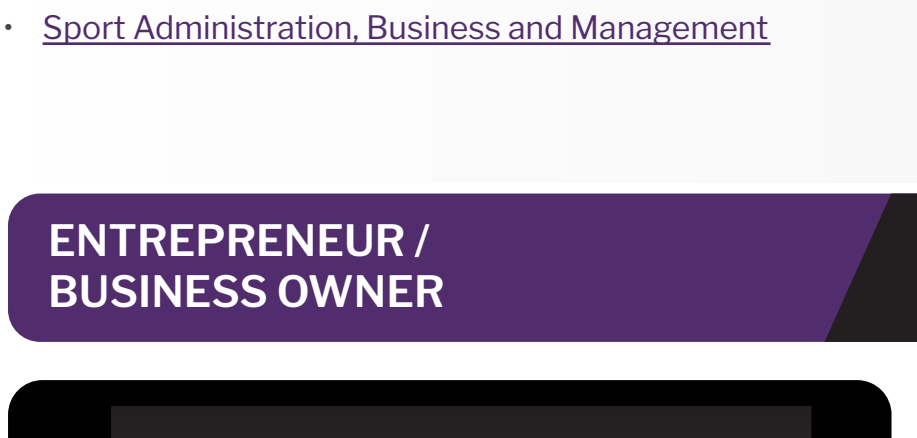 • Sport Administration, Business and Management
ENTREPRENEUR /
BUSINESS OWNER